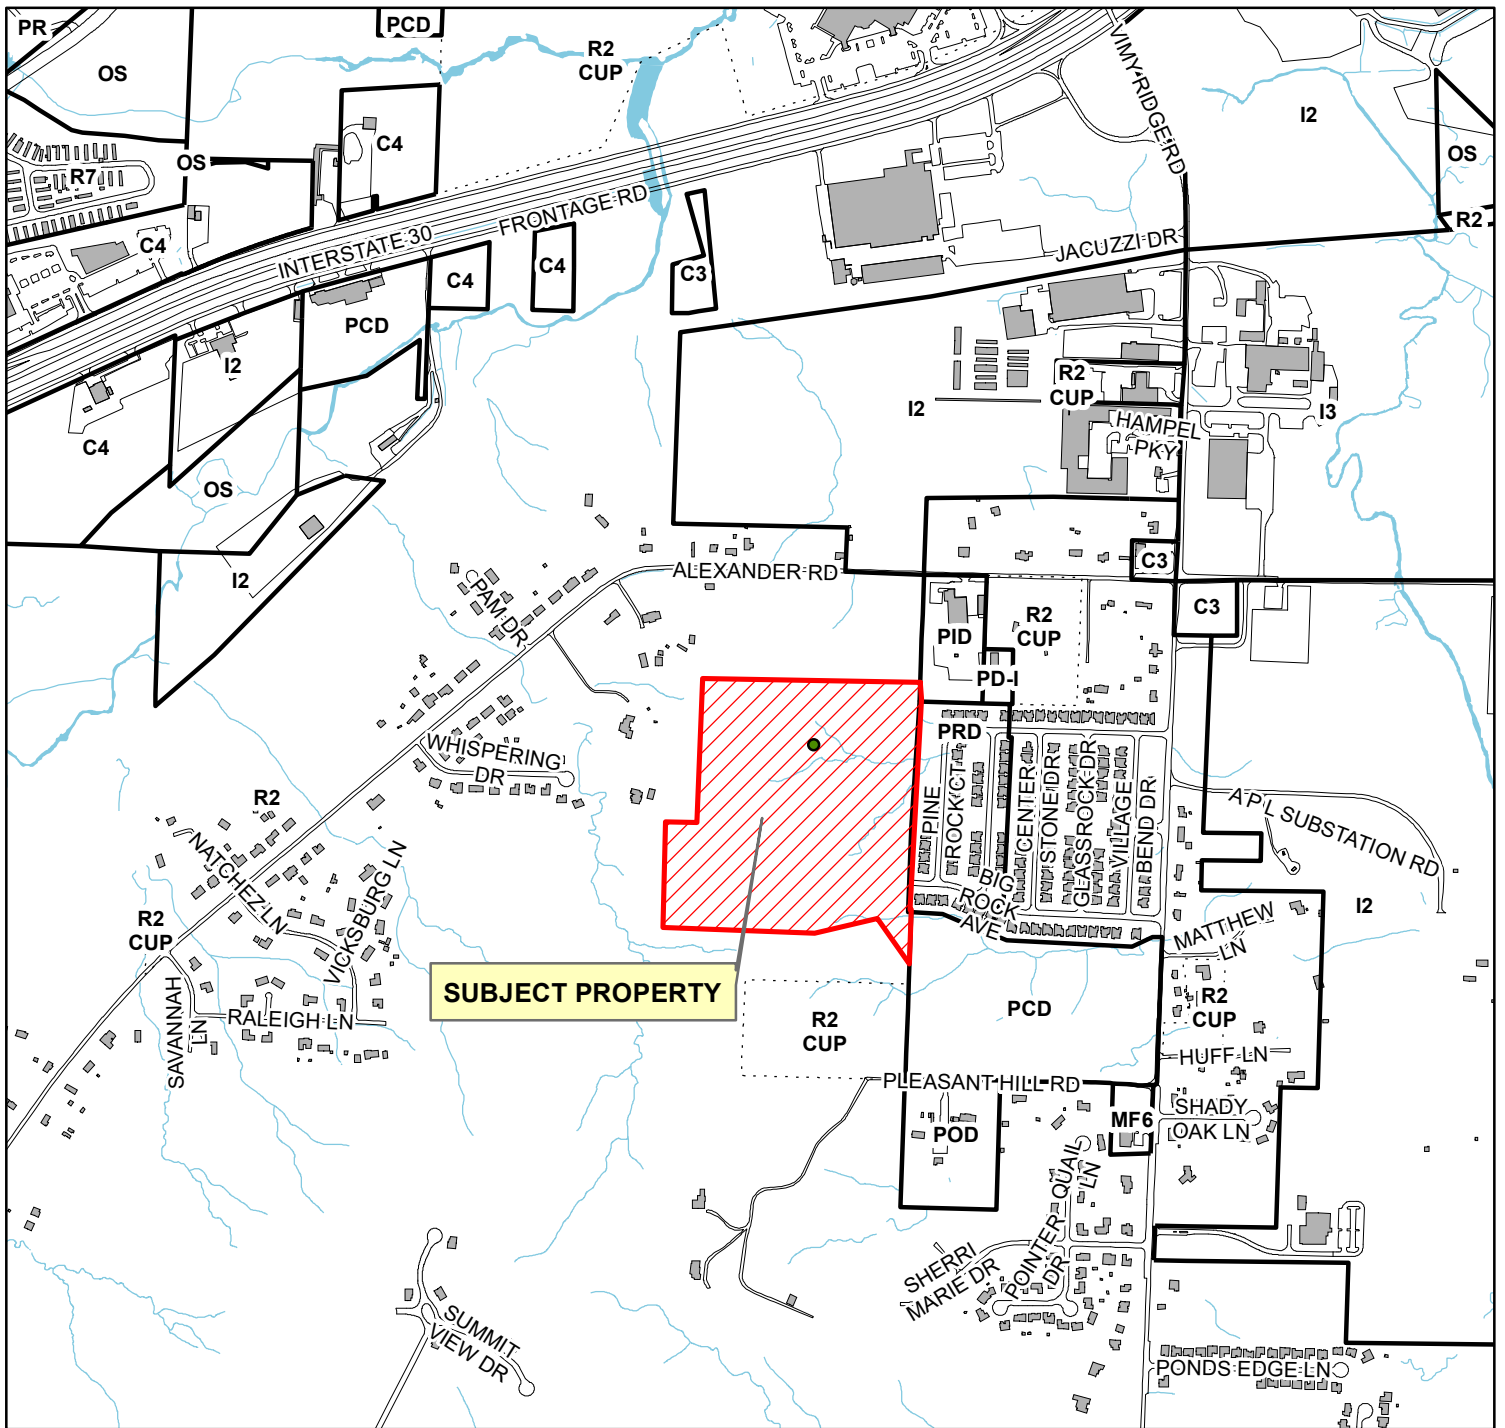 PR
PCD
OS
R2
CUP
VIMY RIDGE RD
I2
C4
OS
OS
R7
R2
FRONTAGE RD
INTERSTATE 30
JACUZZI DR
C4
C4
C4
C3
PCD
I2
R2
CUP
I2
I3
HAMPEL
PKY
C4
OS
I2
ALEXANDER RD
C3
C3
PAM DR
PID
R2
CUP
PD-I
WHISPERING
DR
PRD
PINE
ROCK CT
CENTER
STONE DR
GLASSROCK DR
VILLAGE
BEND DR
A P L SUBSTATION RD
R2
NATCHEZ LN
VICKSBURG LN
BIG
ROCK
AVE
I2
R2
CUP
MATTHEW
LN
SUBJECT PROPERTY
SAVANNAH
LN
RALEIGH LN
R2
CUP
PCD
R2
CUP
HUFF LN
PLEASANT HILL RD
MF6
SHADY
OAK LN
POD
QUAIL
LN
POINTER
DR
SHERRI
MARIE DR
SUMMIT
VIEW DR
PONDS EDGE LN